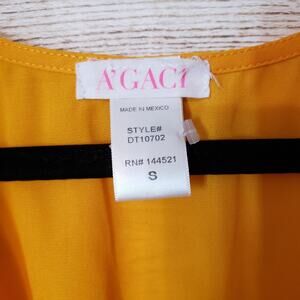 A'GACI
MADE IN MEXICO
STYLE#
DT10702
RN# 144521
S